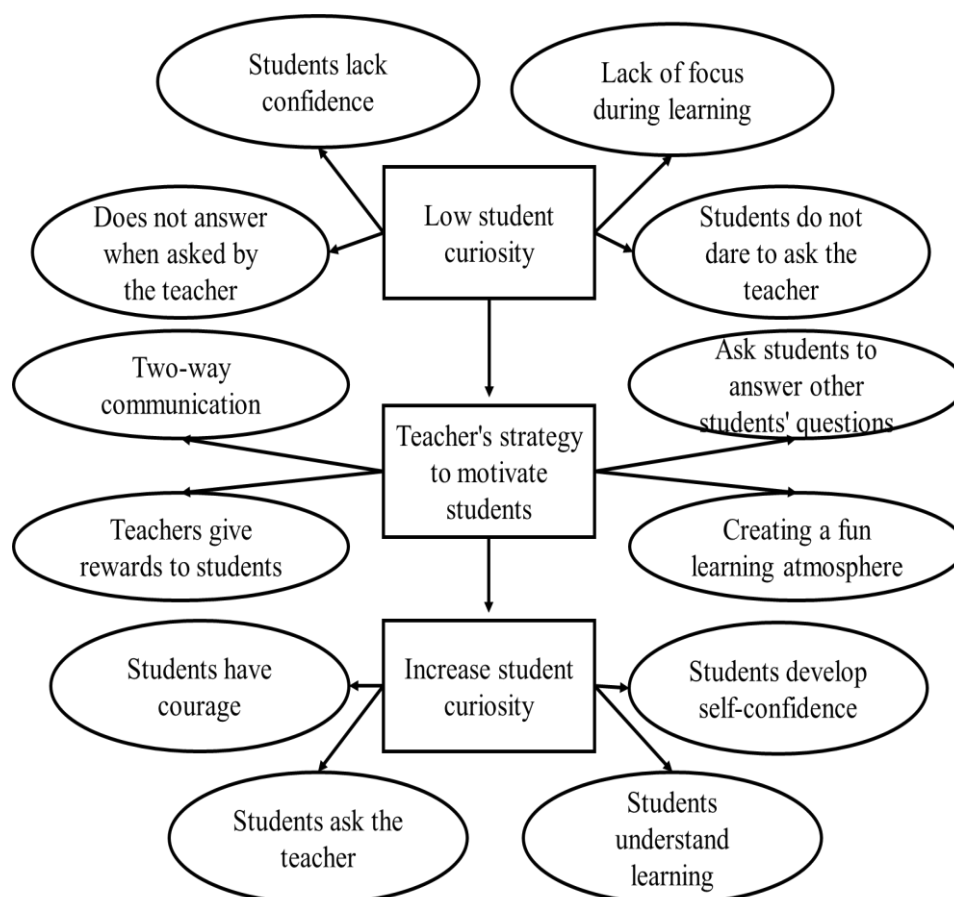 Students lack
confidence
Lack of focus
during learning
Low student
curiosity
Does not answer
when asked by
the teacher
Students do not
dare to ask the
teacher
Two-way
communication
Ask students to
answer other
students' questions
Teacher's strategy
to motivate
students
Teachers give
rewards to students
Creating a fun
learning atmosphere
Students have
courage
Increase student
curiosity
Students develop
self-confidence
Students ask the
teacher
Students
understand
learning